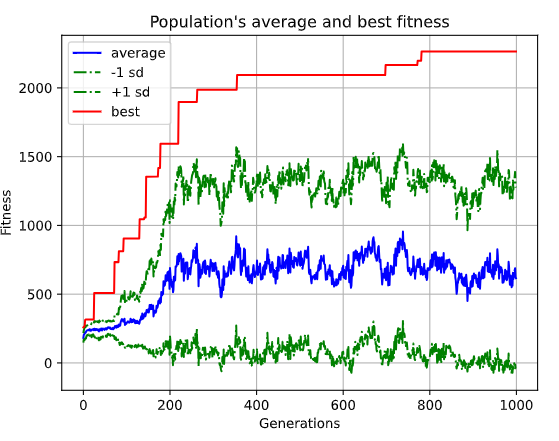 Population's average and best fitness
average
-1 sd
+1 sd
best
Fitness
2000
1500
1000
500
0
0 200 400 600 800 1000
Generations